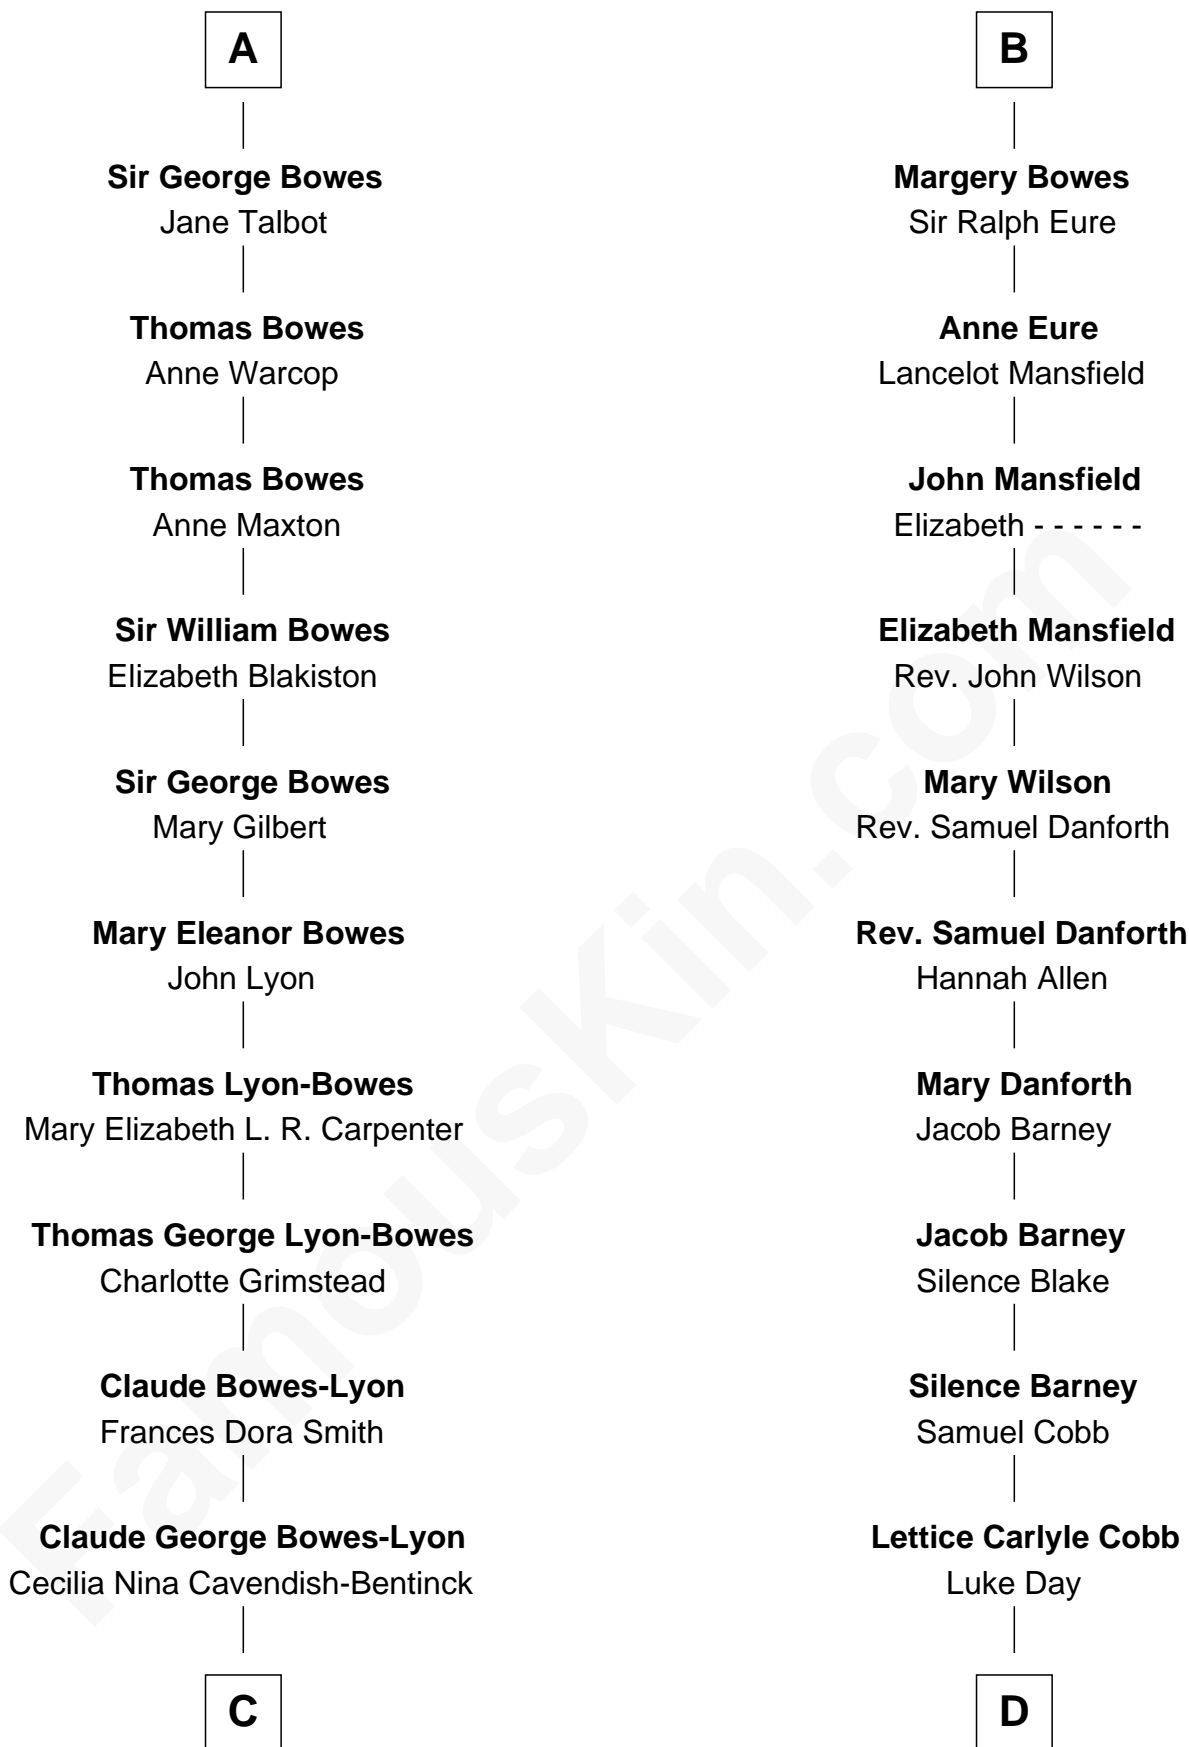 A
Sir George Bowes
Jane Talbot
Thomas Bowes
Anne Warcop
Thomas Bowes
Anne Maxton
Sir William Bowes
Elizabeth Blakiston
Sir George Bowes
Mary Gilbert
Mary Eleanor Bowes
John Lyon
Thomas Lyon-Bowes
Mary Elizabeth L. R. Carpenter
Thomas George Lyon-Bowes
Charlotte Grimstead
Claude Bowes-Lyon
Frances Dora Smith
Claude George Bowes-Lyon
Cecilia Nina Cavendish-Bentinck
C
B
Margery Bowes
Sir Ralph Eure
Anne Eure
Lancelot Mansfield
John Mansfield
Elizabeth - - - - - -
Elizabeth Mansfield
Rev. John Wilson
Mary Wilson
Rev. Samuel Danforth
Rev. Samuel Danforth
Hannah Allen
Mary Danforth
Jacob Barney
Jacob Barney
Silence Blake
Silence Barney
Samuel Cobb
Lettice Carlyle Cobb
Luke Day
D
FamousKin.com